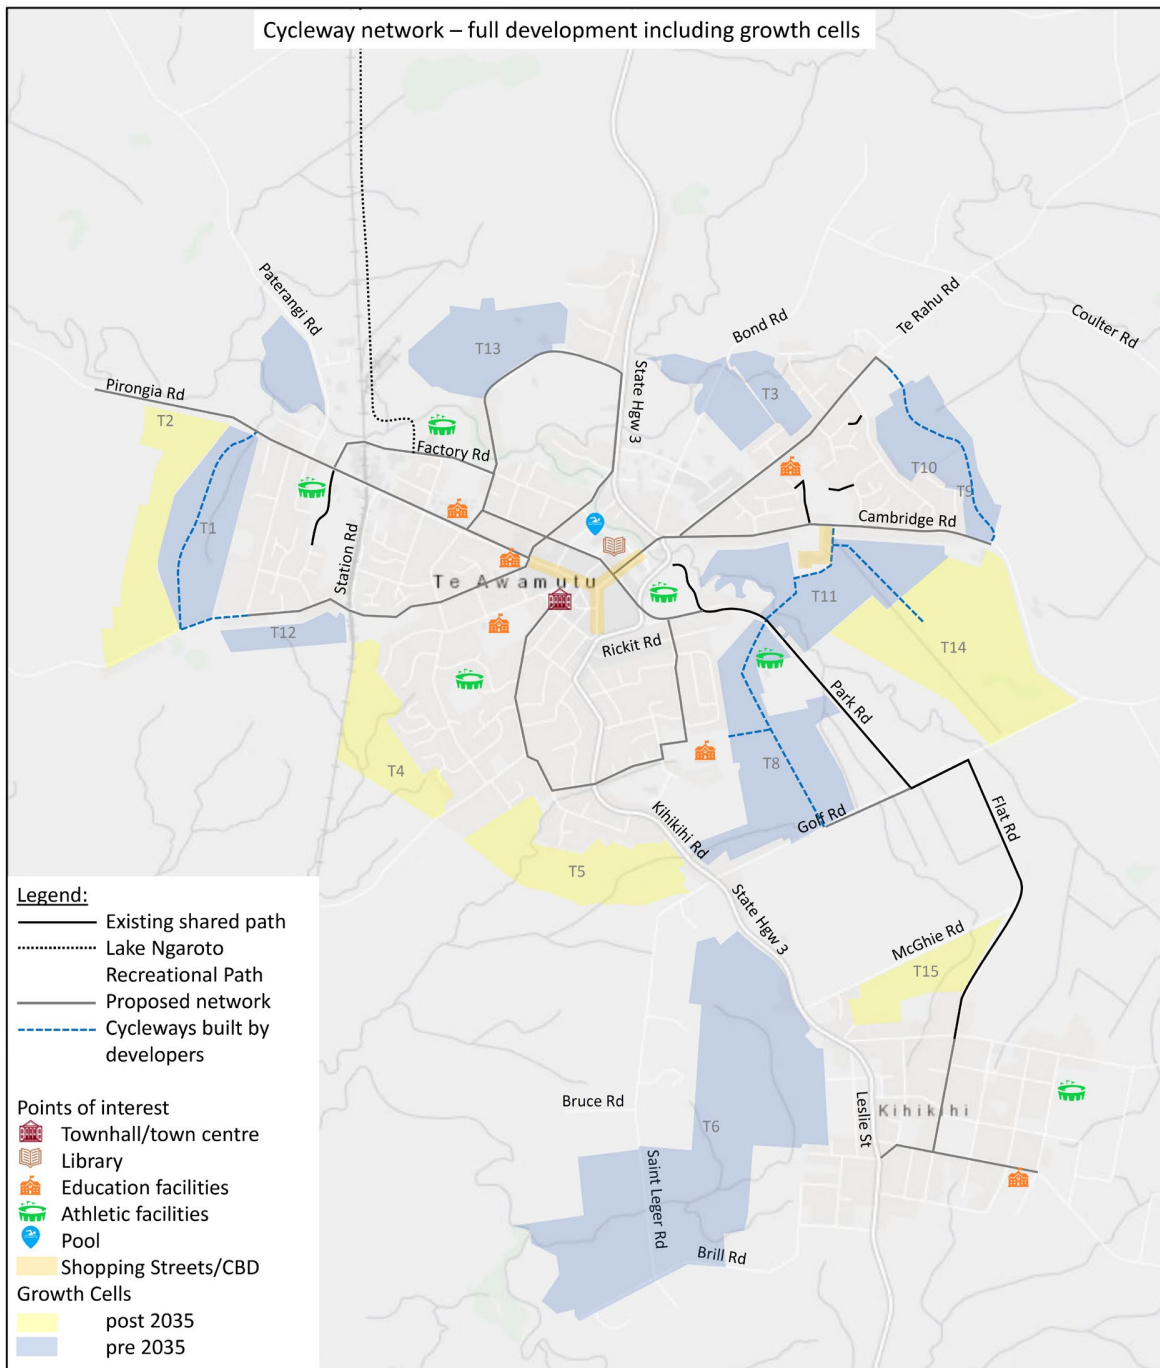 Cycleway network – full development including growth cells
Paterangi Rd
Bond Rd
Te Rahu Rd
Coulter Rd
T13
State Hgw 3
Pirongia Rd
T3
T2
Factory Rd
T10
T9
Cambridge Rd
T1
Station Rd
Te Awamutu
T11
T12
Rickit Rd
T14
Park Rd
T4
T8
Kihikihi Rd
Golf Rd
Flat Rd
T5
State Hgw 3
McGhie Rd
T15
Bruce Rd
Leslie St
Kihikihi
T6
Saint Leger Rd
Brill Rd
Legend:
Existing shared path
Lake Ngaroto
Recreational Path
Proposed network
Cycleways built by
developers
Points of interest
Townhall/town centre
Library
Education facilities
Athletic facilities
Pool
Shopping Streets/CBD
Growth Cells
post 2035
pre 2035